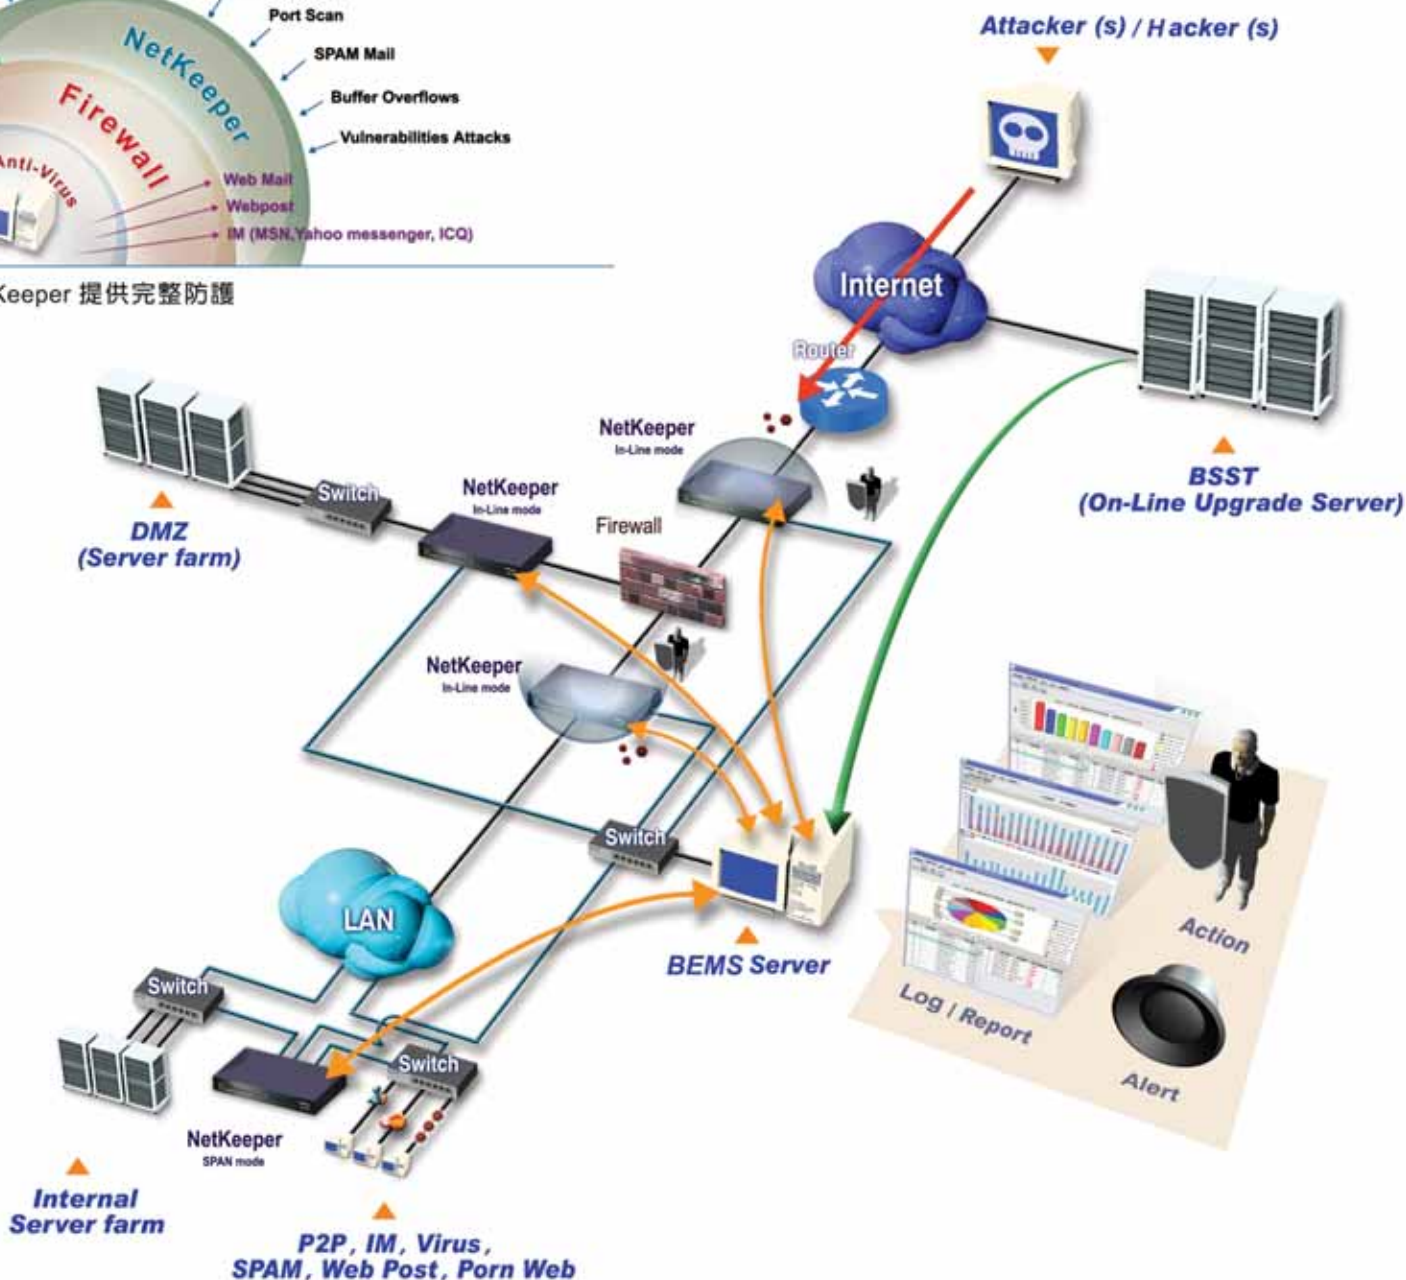 Port Scan
SPAM Mail
Buffer Overflows
Vulnerabilities Attacks
NetKeeper
Firewall
Anti-Virus
Web Mail
Webpost
IM (MSN,Yahoo messenger, ICQ)
Keeper 提供完整防護
Attacker (s) / Hacker (s)
Internet
Router
BSST
(On-Line Upgrade Server)
NetKeeper
In-Line mode
Switch
NetKeeper
In-Line mode
Firewall
DMZ
(Server farm)
NetKeeper
In-Line mode
Switch
LAN
BEMS Server
Action
Log / Report
Alert
Switch
Switch
NetKeeper
SPAN mode
Internal
Server farm
P2P, IM, Virus,
SPAM, Web Post, Porn Web